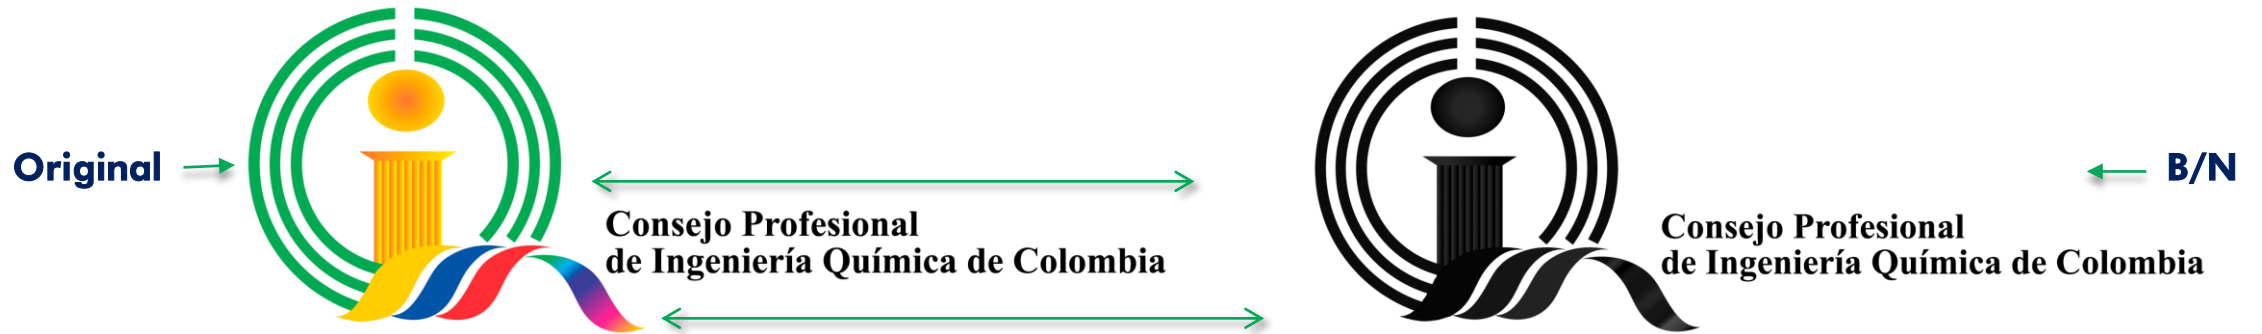 Original
Consejo Profesional
de Ingeniería Química de Colombia
Consejo Profesional
de Ingeniería Química de Colombia
B/N